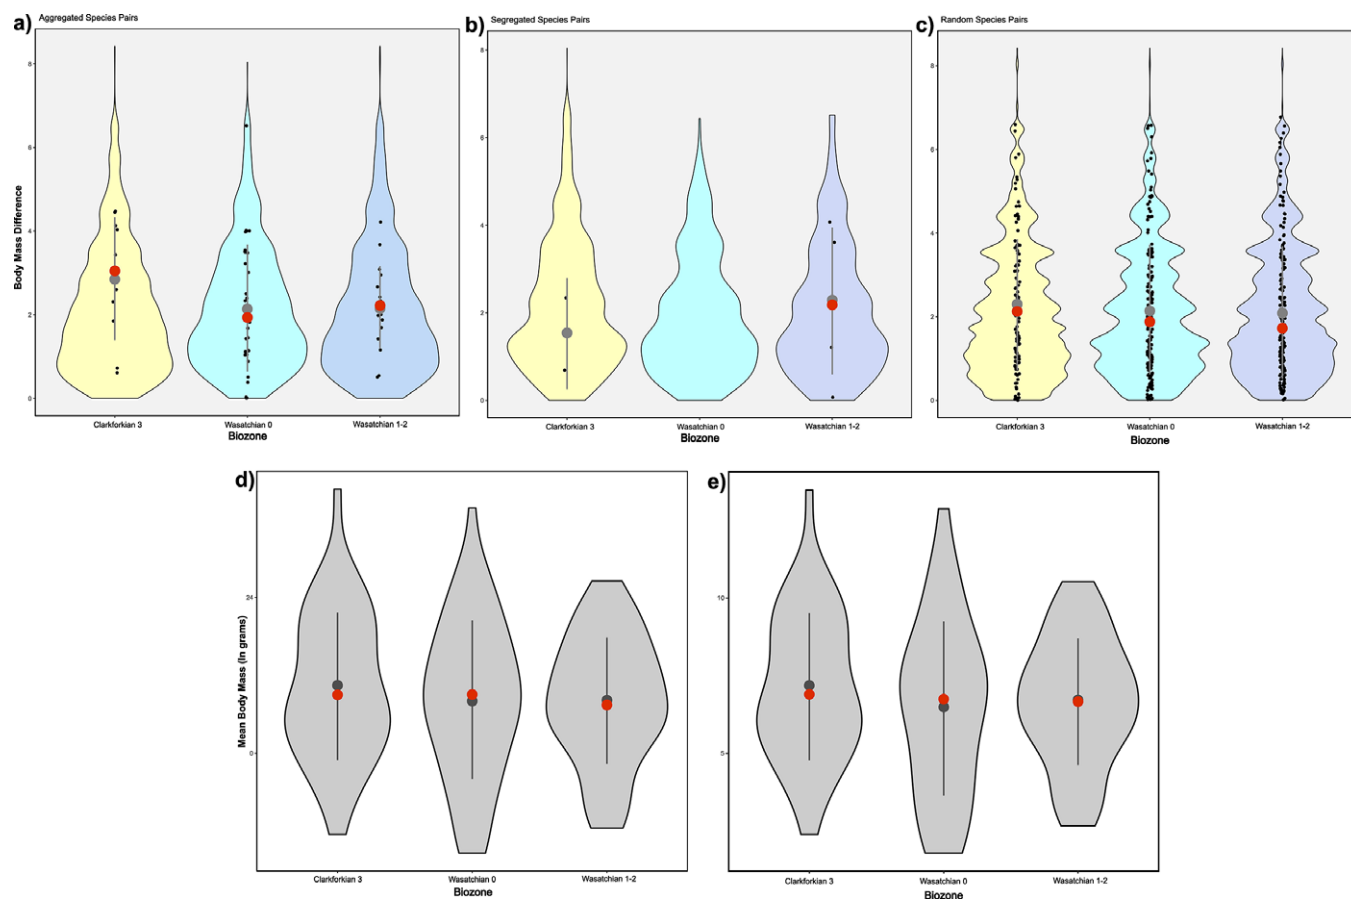 a) Aggregated Species Pairs
Body Mass Difference
8
6
4
2
0
Clarkforkian 3 Wasatchian 0 Wasatchian 1-2
Biozone
b) Segregated Species Pairs
8
6
4
2
0
Clarkforkian 3 Wasatchian 0 Wasatchian 1-2
Biozone
c) Random Species Pairs
8
6
4
2
0
Clarkforkian 3 Wasatchian 0 Wasatchian 1-2
Biozone
d)
Mean Body Mass (ln grams)
24
0
Clarkforkian 3 Wasatchian 0 Wasatchian 1-2
Biozone
e)
10
5
Clarkforkian 3 Wasatchian 0 Wasatchian 1-2
Biozone